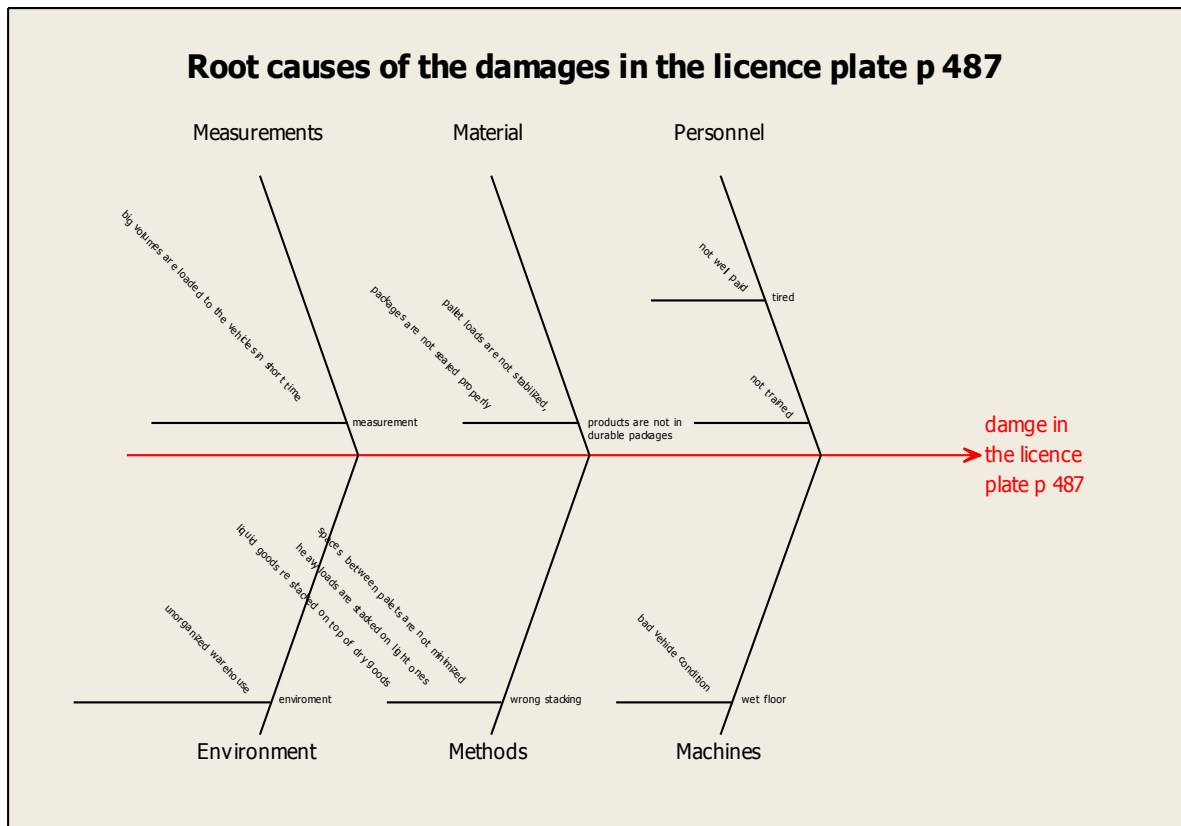 Root causes of the damages in the licence plate p 487
Measurements
Material
Personnel
big volumes are loaded to the vehicles in short time
measurement
packages are not sealed properly
pallet loads are not stabilized,
products are not in
durable packages
not well paid
tired
not trained
damge in
the licence
plate p 487
unorganized warehouse
enviroment
liquid goods re stacked on top of dry goods
heavy loads are stacked on light ones
spaces between palets are not minimized
wrong stacking
bad vehicle condition
wet floor
Environment
Methods
Machines